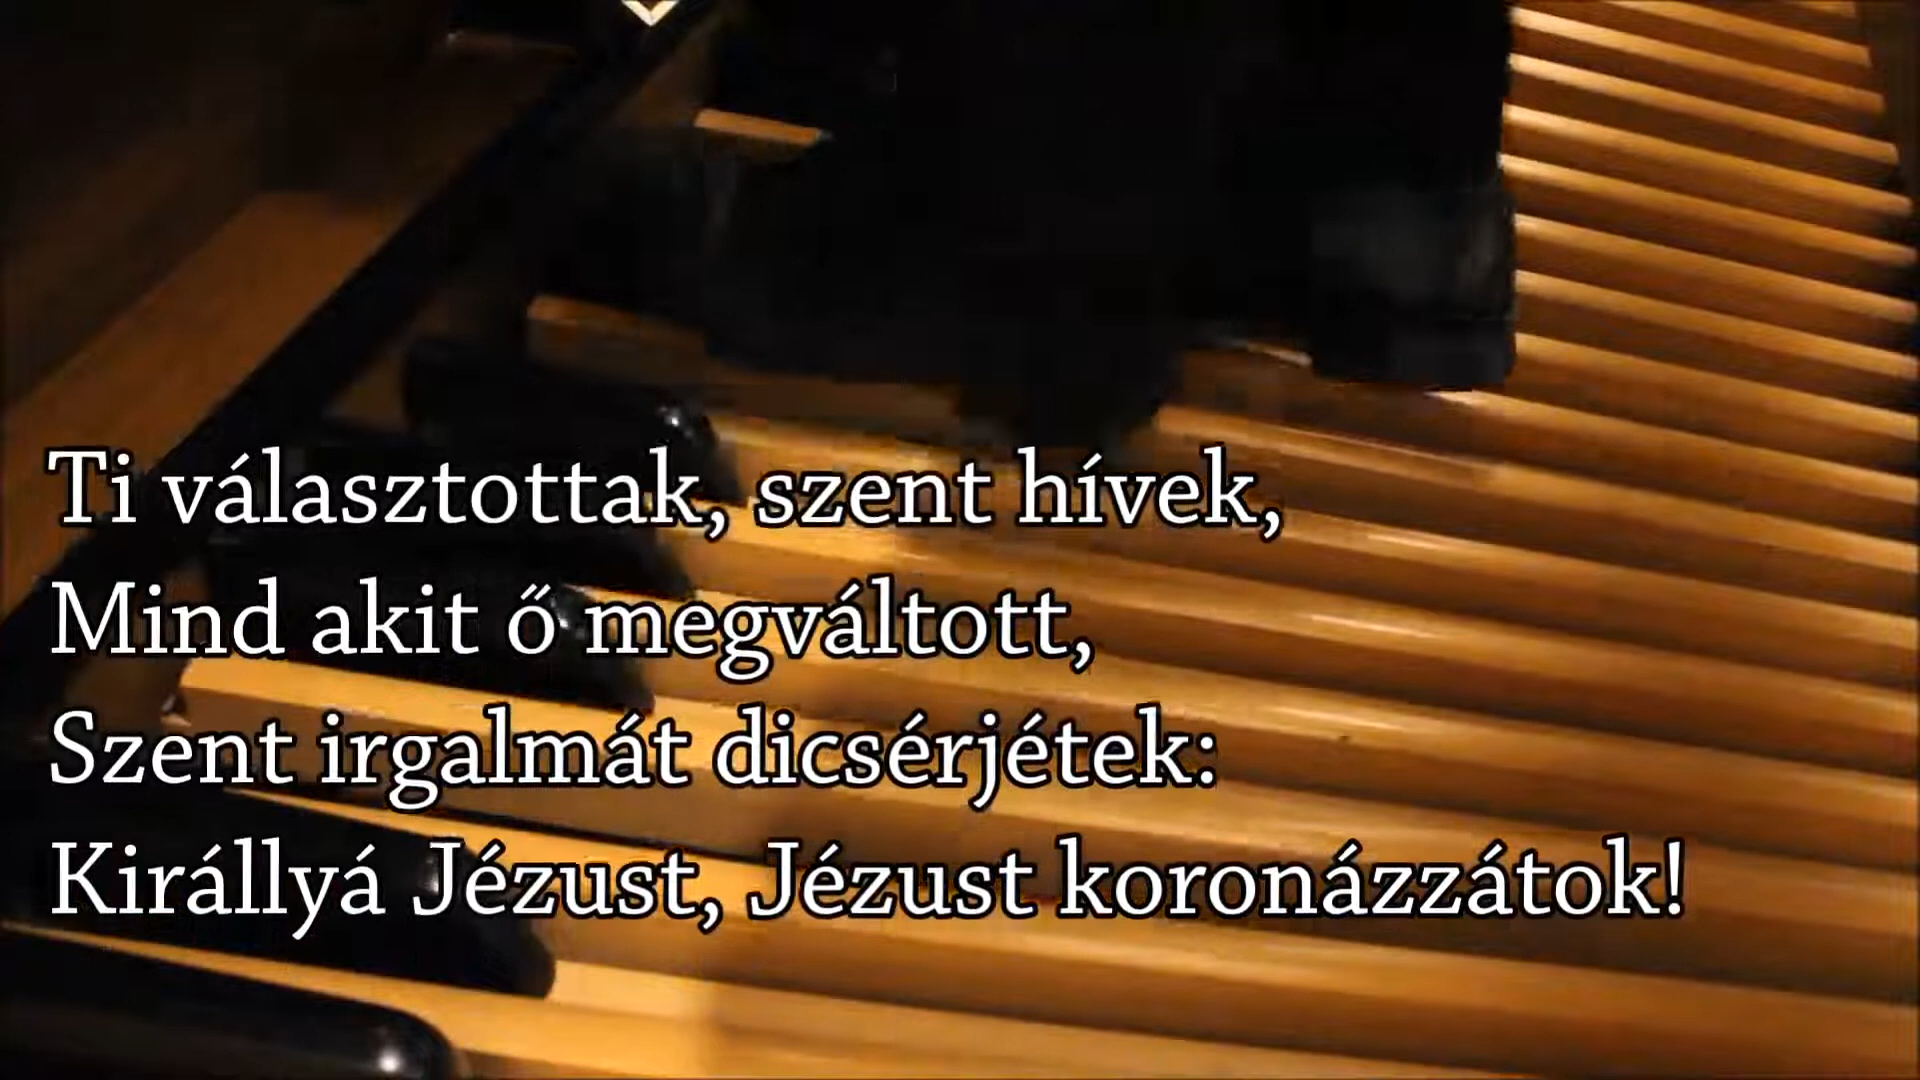 Ti választottak, szent hívek,
Mind akit ő megváltott,
Szent irgalmát dicsérjétek:
Királlyá Jézust, Jézust koronázzátok!